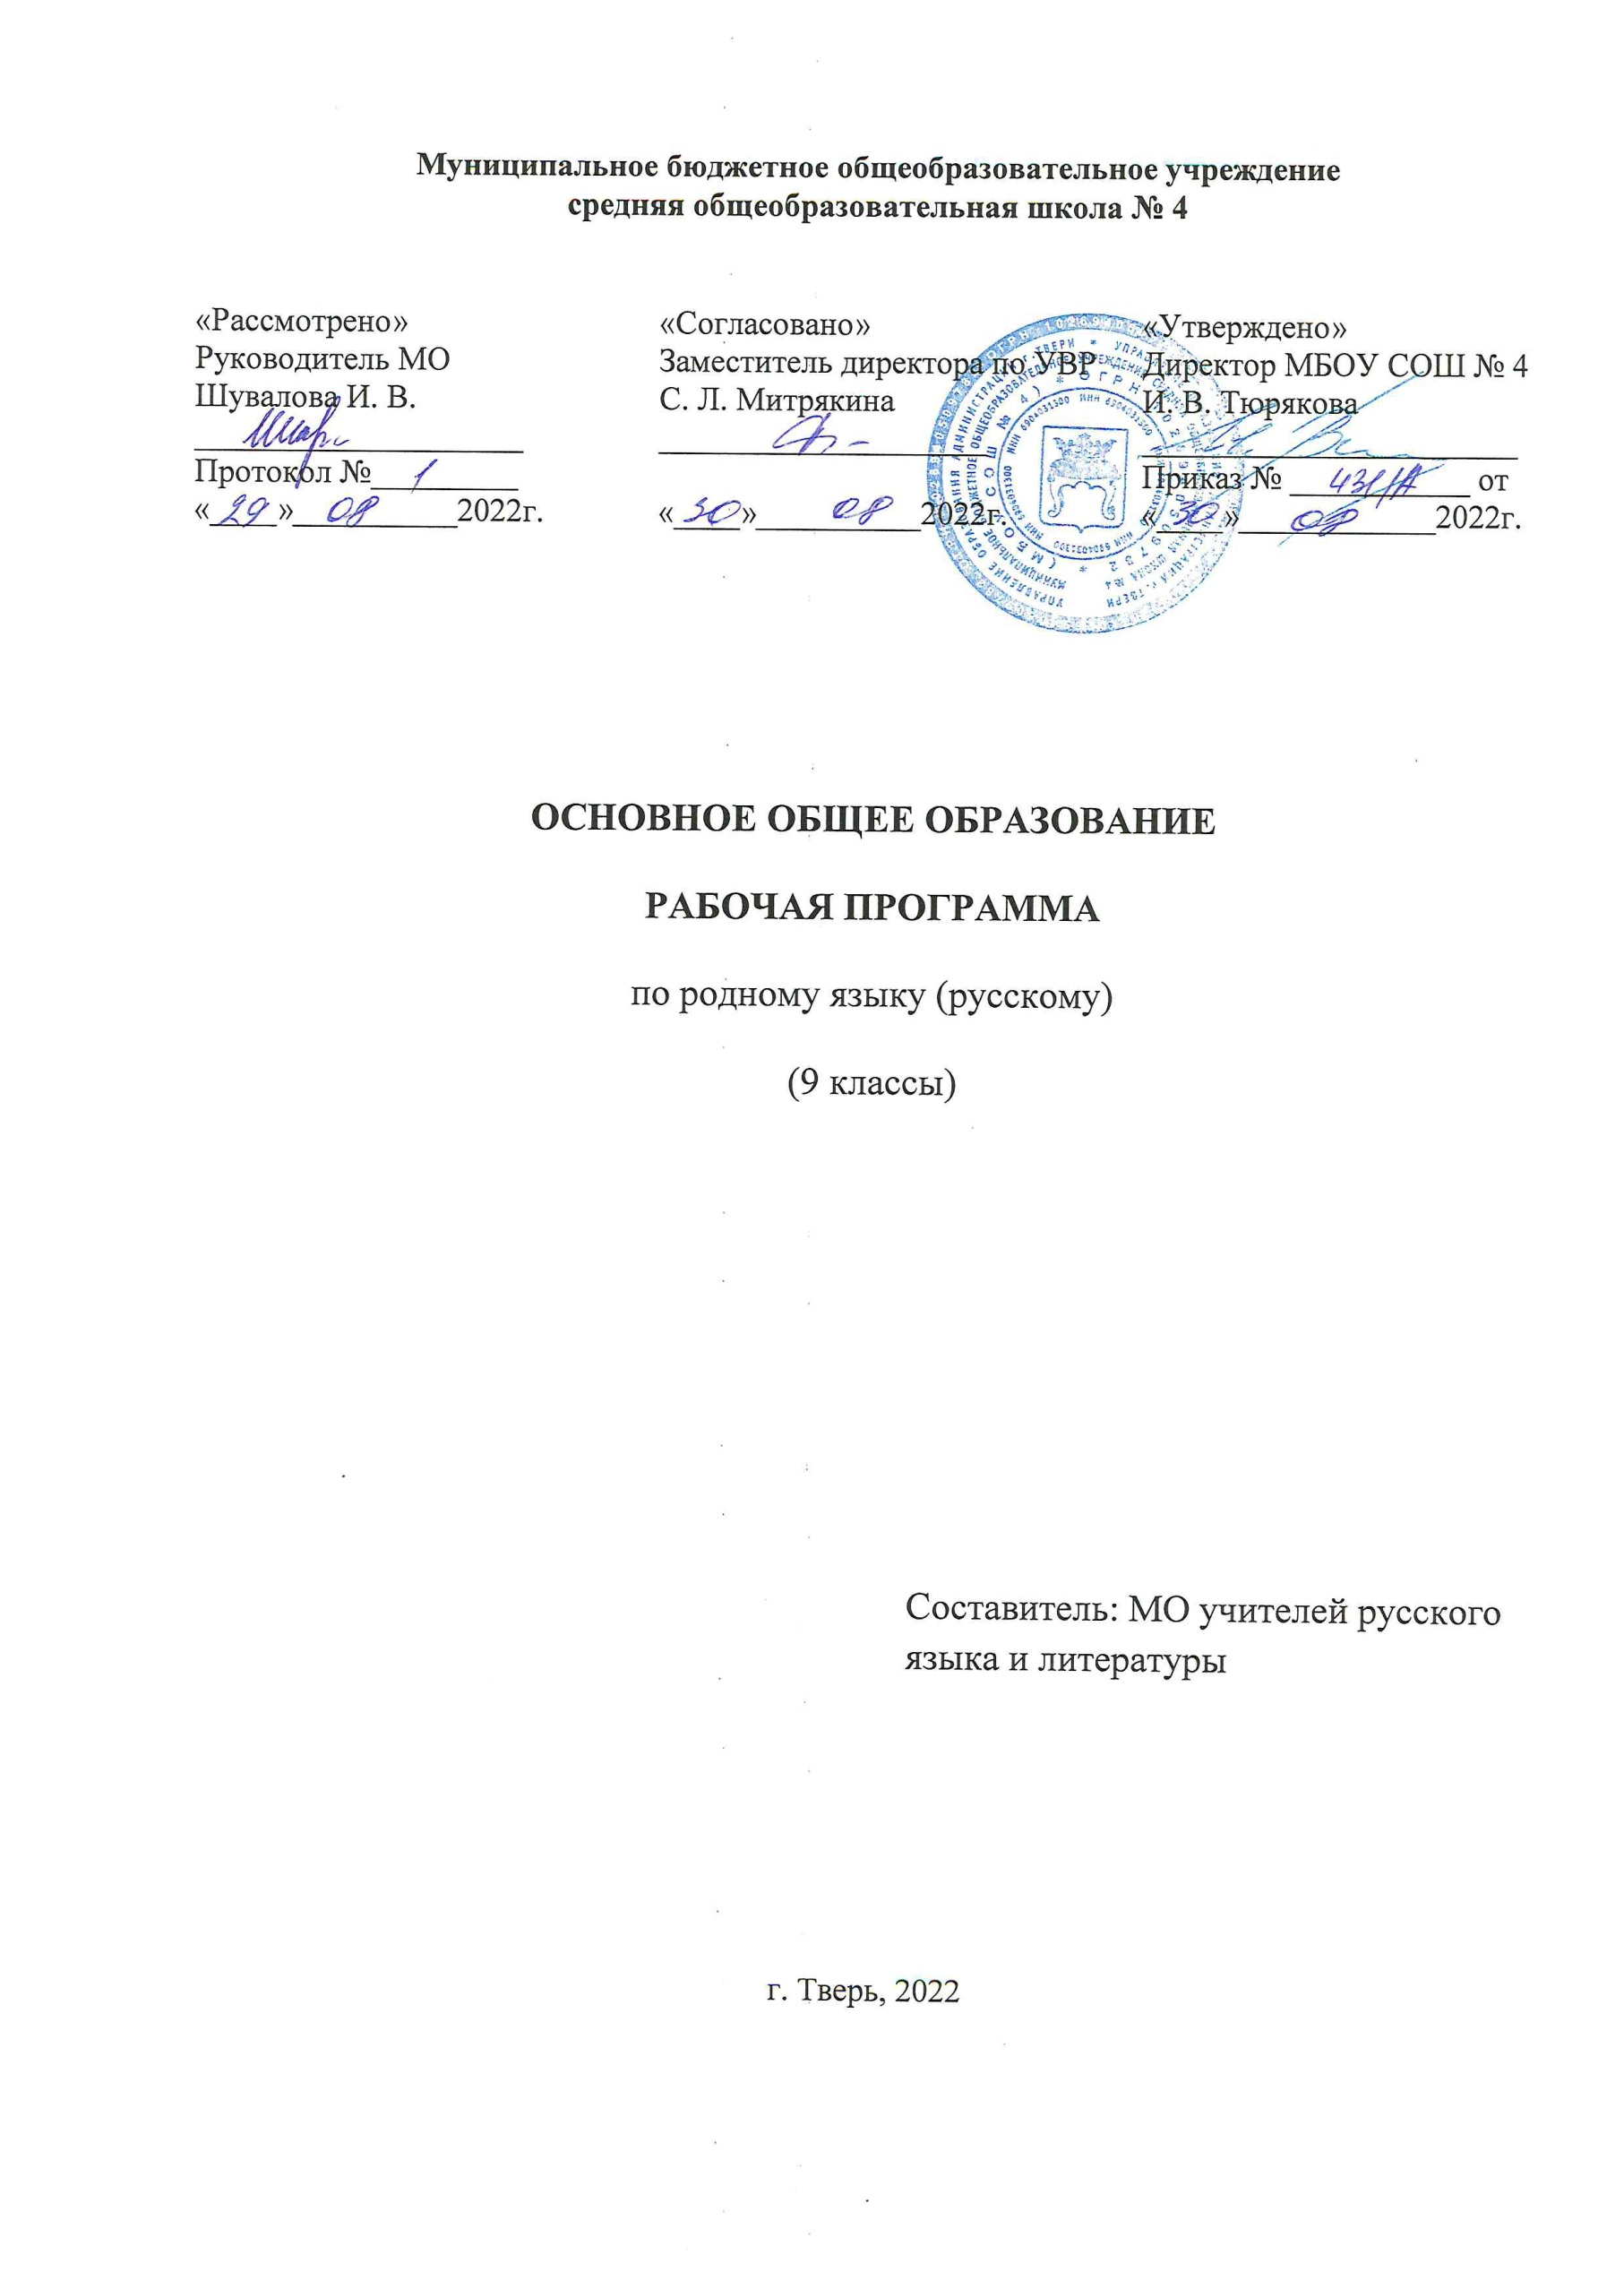 Муниципальное бюджетное общеобразовательное учреждение
средняя общеобразовательная школа № 4
«Рассмотрено»
Руководитель МО
Шувалова И. В.
Протокол № 1
«29» 08 2022г.
«Согласовано»
Заместитель директора по УВР
С. Л. Митрякина
«30» 08 2022г.
«Утверждено»
Директор МБОУ СОШ № 4
И. В. Тюрякова
Приказ № от
«30» 08 2022г.
ИНН 6904031300
ОСНОВНОЕ ОБЩЕЕ ОБРАЗОВАНИЕ
РАБОЧАЯ ПРОГРАММА
по родному языку (русскому)
(9 классы)
Составитель: МО учителей русского
языка и литературы
г. Тверь, 2022